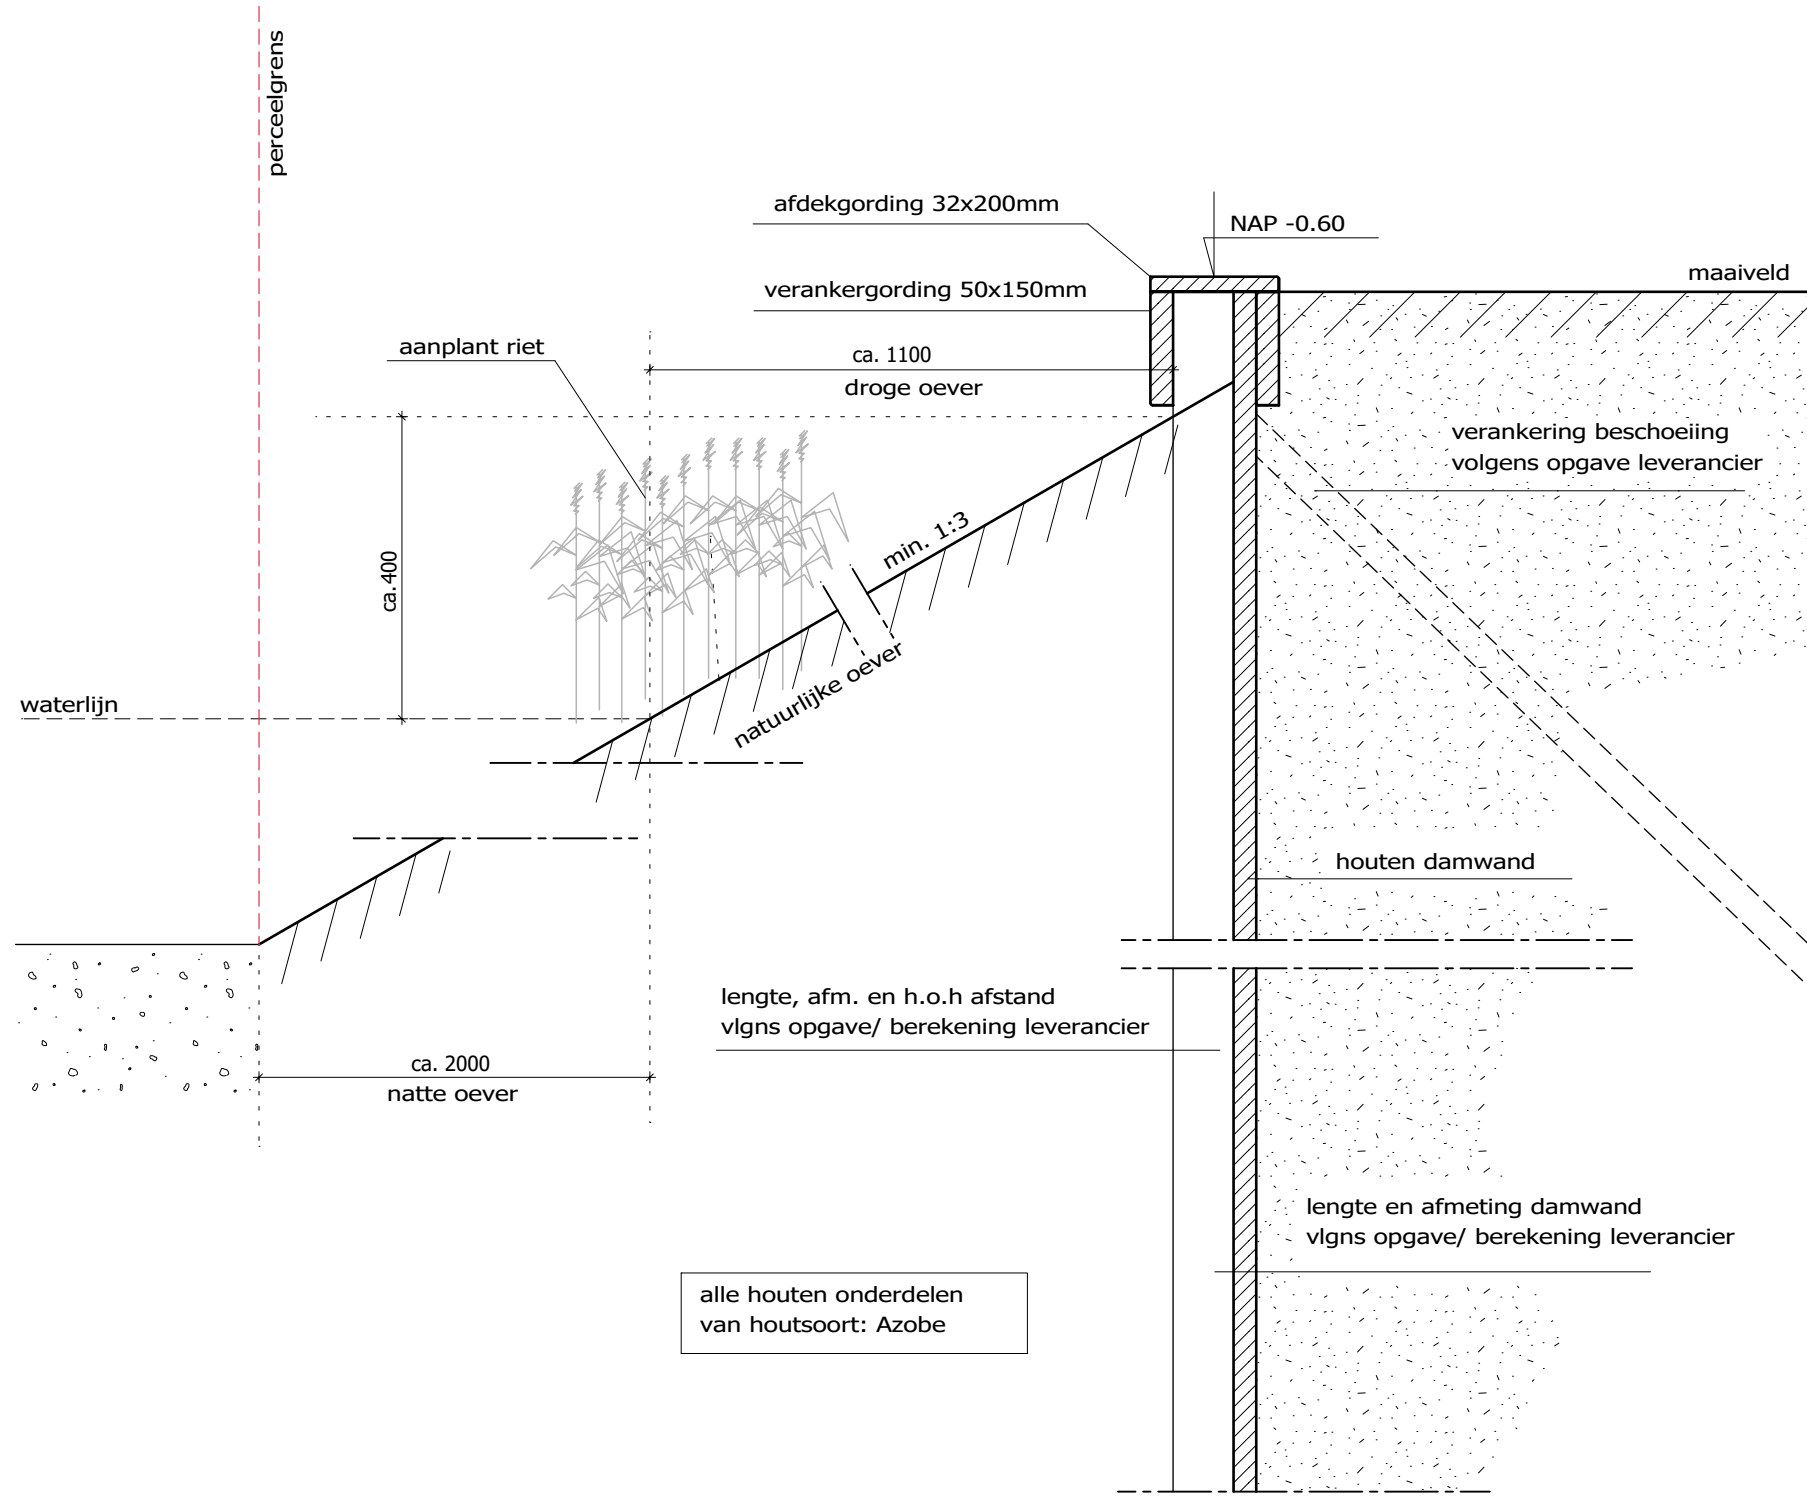 perceelgrens
afdekgording 32x200mm
NAP -0.60
maaiveld
verankergording 50x150mm
aanplant riet
ca. 1100
droge oever
verankering beschoeiing
volgens opgave leverancier
min. 1:3
ca. 400
natuurlijke oever
waterlijn
houten damwand
lengte, afm. en h.o.h afstand
vlgns opgave/ berekening leverancier
ca. 2000
natte oever
lengte en afmeting damwand
vlgns opgave/ berekening leverancier
alle houten onderdelen
van houtsoort: Azobe